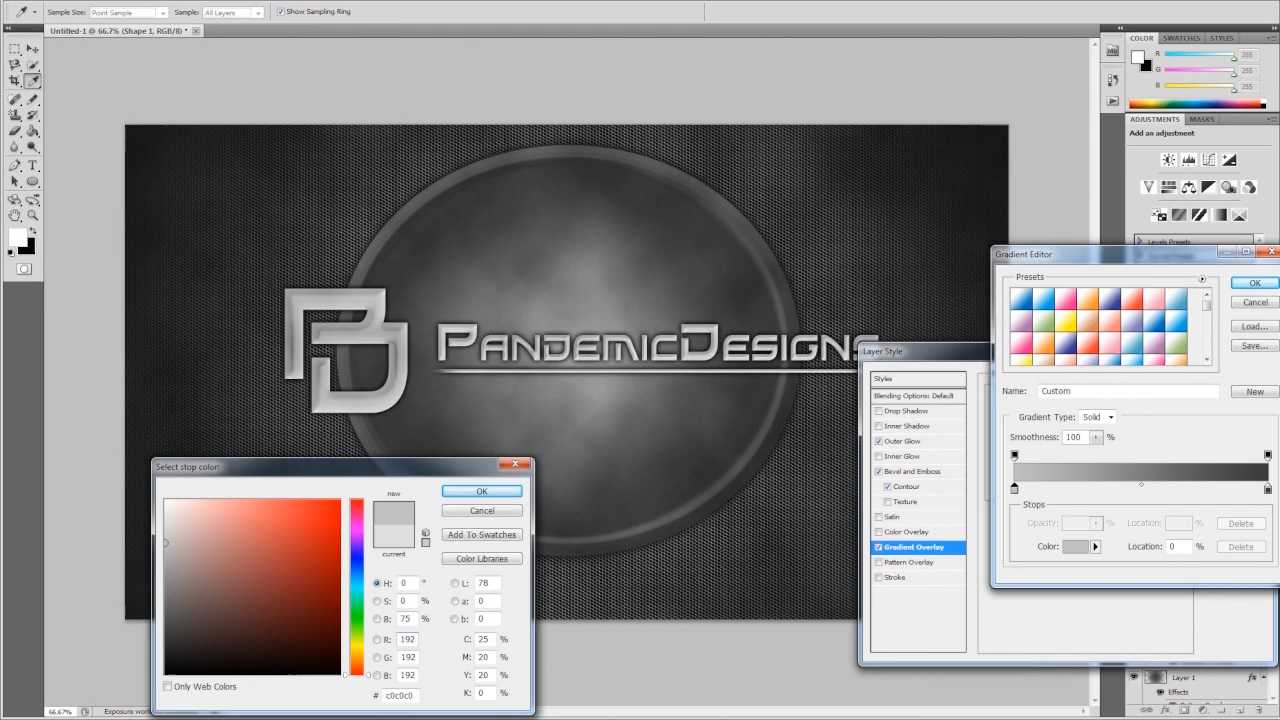 Sample Size: Point Sample Sample: All Layers Show Sampling Ring
Untitled-1 @ 66.7% (Shape 1, RGB/8) *
COLOR SWATCHES STYLES
R 255
G 255
B 255
ADJUSTMENTS MASKS
Add an adjustment
Levels Presets
PandemicDesigns
Gradient Editor
Presets
OK
Cancel
Load...
Save...
Name: Custom New
Gradient Type: Solid
Smoothness: 100 %
Stops
Opacity: % Location: % Delete
Color: Location: 0 % Delete
Layer Style
Styles
Blending Options: Default
Drop Shadow
Inner Shadow
Outer Glow
Inner Glow
Bevel and Emboss
Contour
Texture
Satin
Color Overlay
Gradient Overlay
Pattern Overlay
Stroke
Select stop color:
new
current
OK
Cancel
Add To Swatches
Color Libraries
H: 0 ° L: 78
S: 0 % a: 0
B: 75 % b: 0
R: 192 C: 25 %
G: 192 M: 20 %
B: 192 Y: 20 %
# c0c0c0 K: 0 %
Only Web Colors
Layer 1 fx
Effects
66.67% Exposure work